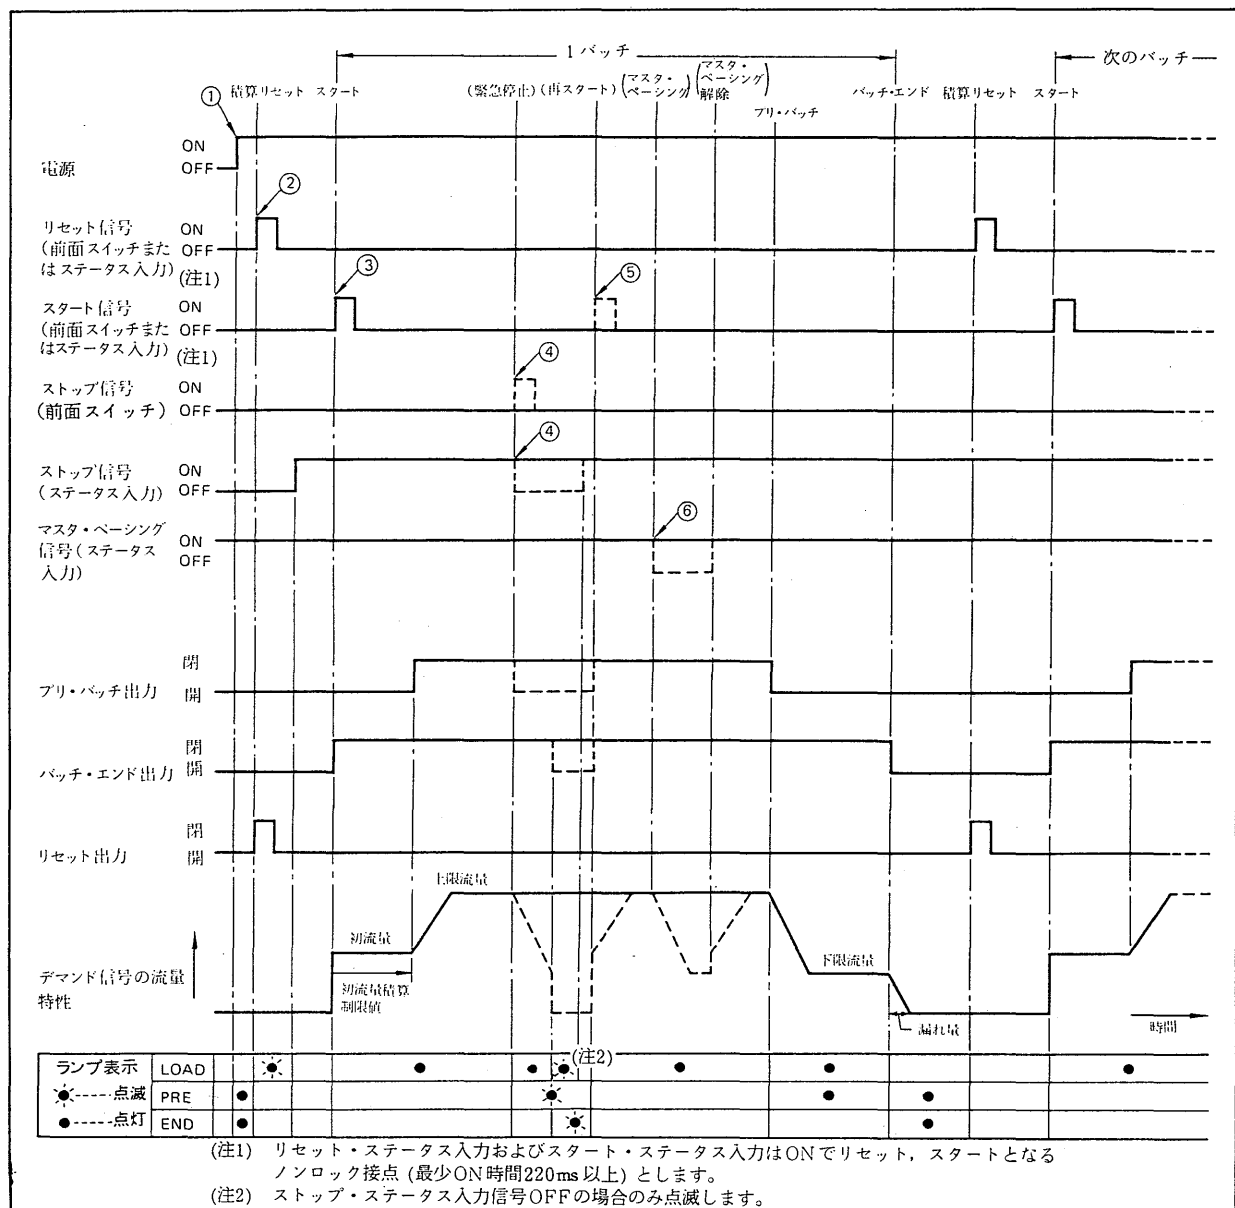 1バッチ
次のバッチ
① 積算リセット スタート (緊急停止) (再スタート) (マスタ・ペーシング) (マスタ・ペーシング解除) プリ・バッチ バッチ・エンド 積算リセット スタート
電源 ON
OFF
②
リセット信号 ON
(前面スイッチまた OFF
はステータス入力) (注1)
③ ⑤
スタート信号 ON
(前面スイッチまた OFF
はステータス入力) (注1)
④
ストップ信号 ON
(前面スイッチ) OFF
④
ストップ信号 ON
(ステータス入力) OFF
⑥
マスタ・ペーシング ON
信号(ステータス OFF
入力)
閉
プリ・バッチ出力 開
閉
バッチ・エンド出力 開
閉
リセット出力 開
上限流量
初流量
下限流量
デマンド信号の流量
特性
初流量積算
制限値
漏れ量
時間
(注2)
ランプ表示 LOAD
-----点滅 PRE
●-----点灯 END
(注1) リセット・ステータス入力およびスタート・ステータス入力はONでリセット,スタートとなる
ノンロック接点 (最少ON時間220ms以上) とします。
(注2) ストップ・ステータス入力信号OFFの場合のみ点滅します。